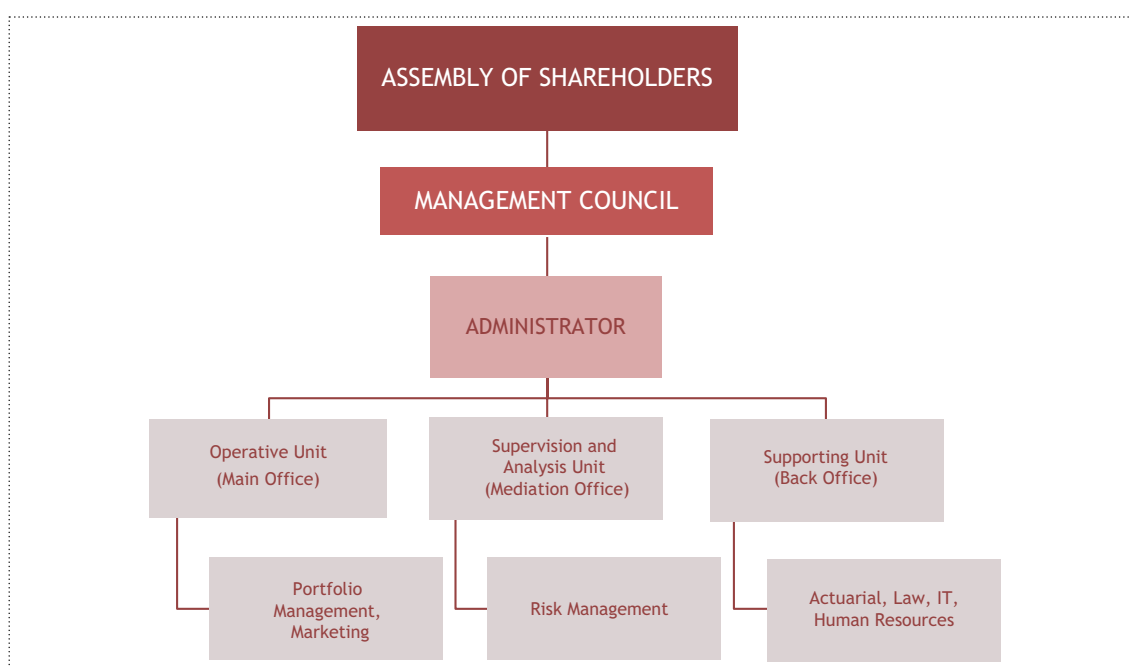 ASSEMBLY OF SHAREHOLDERS
MANAGEMENT COUNCIL
ADMINISTRATOR
Operative Unit
(Main Office)
Supervision and
Analysis Unit
(Mediation Office)
Supporting Unit
(Back Office)
Portfolio
Management,
Marketing
Risk Management
Actuarial, Law, IT,
Human Resources